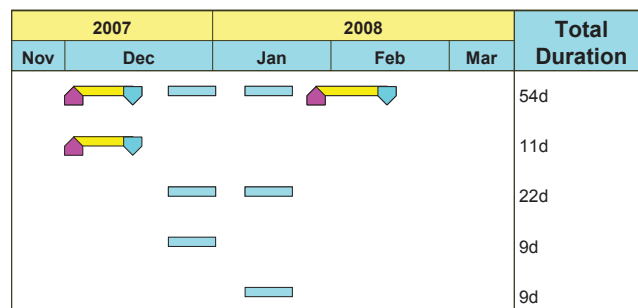 2007
2008
Total
Duration
Nov
Dec
Jan
Feb
Mar
54d
11d
22d
9d
9d